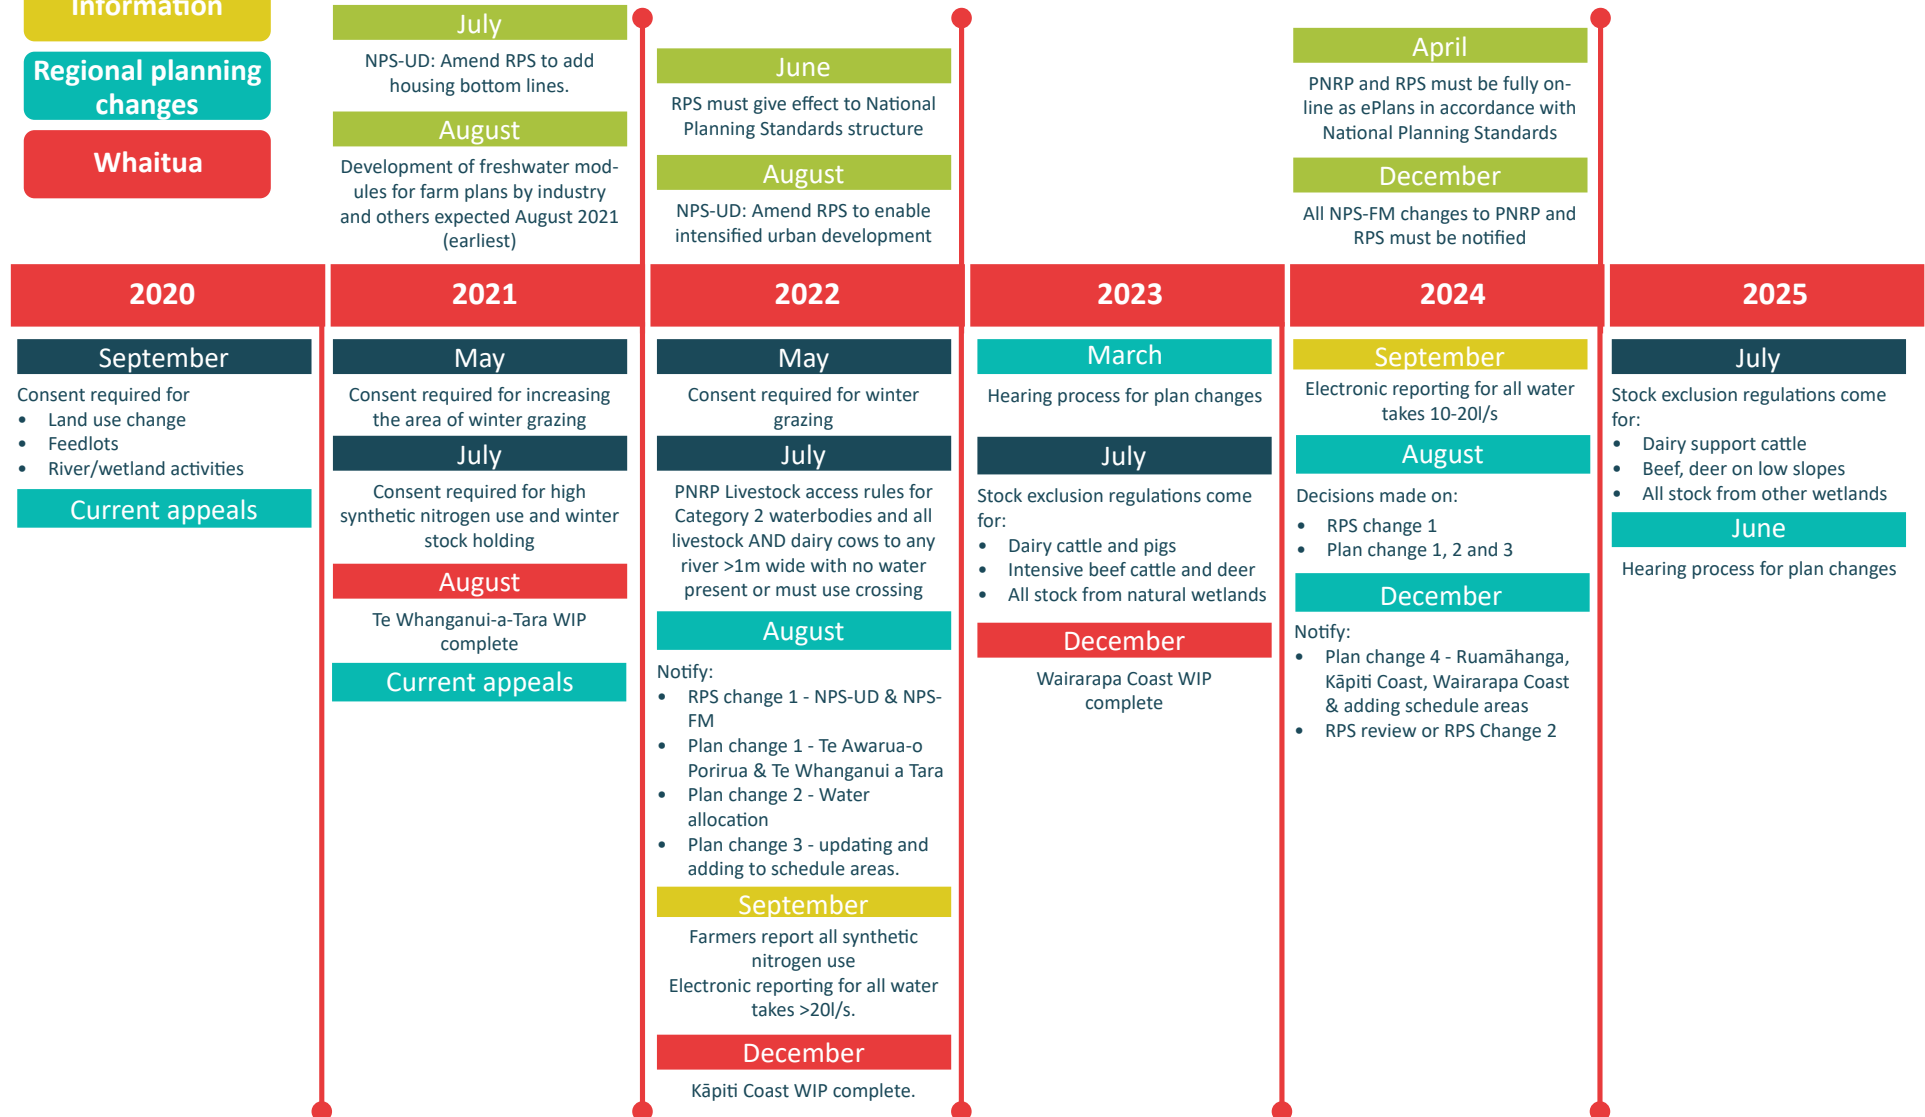 Information
Regional planning
changes
Whaitua
July
NPS-UD: Amend RPS to add
housing bottom lines.
August
Development of freshwater mod-
ules for farm plans by industry
and others expected August 2021
(earliest)
June
RPS must give effect to National
Planning Standards structure
August
NPS-UD: Amend RPS to enable
intensified urban development
April
PNRP and RPS must be fully on-
line as ePlans in accordance with
National Planning Standards
December
All NPS-FM changes to PNRP and
RPS must be notified
2020
2021
2022
2023
2024
2025
September
Consent required for
• Land use change
• Feedlots
• River/wetland activities
Current appeals
May
Consent required for increasing
the area of winter grazing
July
Consent required for high
synthetic nitrogen use and winter
stock holding
August
Te Whanganui-a-Tara WIP
complete
Current appeals
May
Consent required for winter
grazing
July
PNRP Livestock access rules for
Category 2 waterbodies and all
livestock AND dairy cows to any
river >1m wide with no water
present or must use crossing
August
Notify:
• RPS change 1 - NPS-UD & NPS-
FM
• Plan change 1 - Te Awarua-o
Porirua & Te Whanganui a Tara
• Plan change 2 - Water
allocation
• Plan change 3 - updating and
adding to schedule areas.
September
Farmers report all synthetic
nitrogen use
Electronic reporting for all water
takes >20l/s.
December
Kāpiti Coast WIP complete.
March
Hearing process for plan changes
July
Stock exclusion regulations come
for:
• Dairy cattle and pigs
• Intensive beef cattle and deer
• All stock from natural wetlands
December
Wairarapa Coast WIP
complete
September
Electronic reporting for all water
takes 10-20l/s
August
Decisions made on:
• RPS change 1
• Plan change 1, 2 and 3
December
Notify:
• Plan change 4 - Ruamāhanga,
Kāpiti Coast, Wairarapa Coast
& adding schedule areas
• RPS review or RPS Change 2
July
Stock exclusion regulations come
for:
• Dairy support cattle
• Beef, deer on low slopes
• All stock from other wetlands
June
Hearing process for plan changes